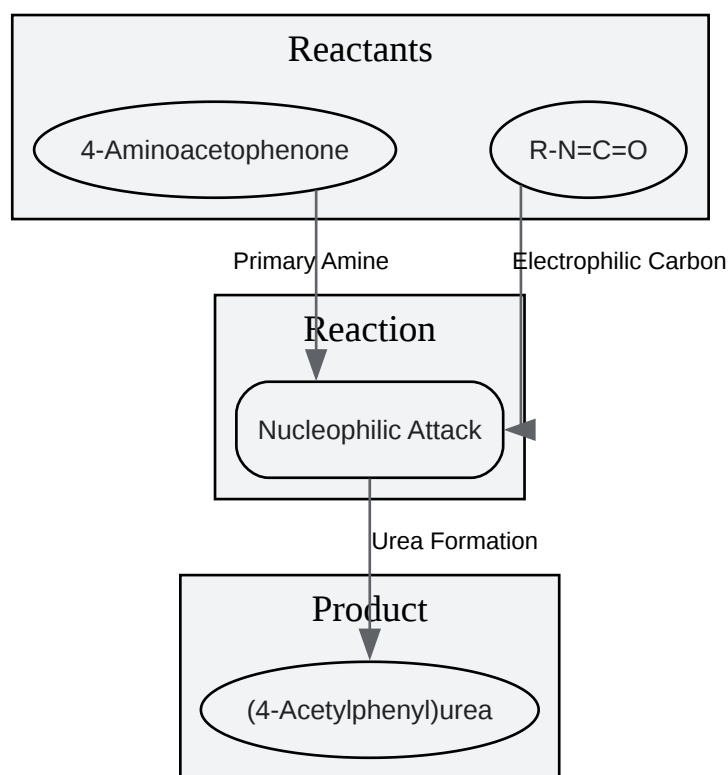 Reactants
4-Aminoacetophenone
R-N=C=O
Primary Amine
Electrophilic Carbon
Reaction
Nucleophilic Attack
Urea Formation
Product
(4-Acetylphenyl)urea